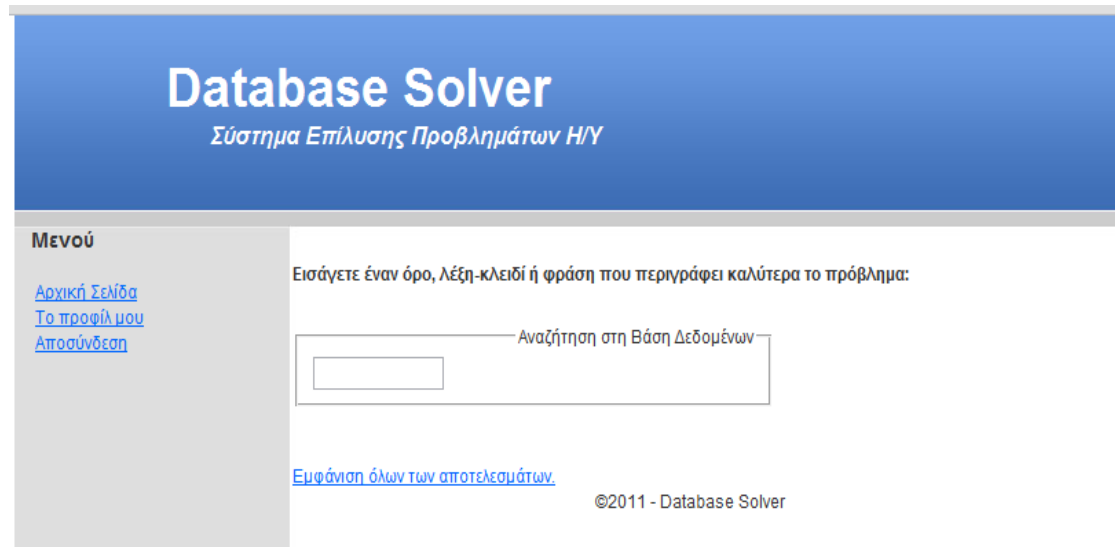 Database Solver
Σύστημα Επίλυσης Προβλημάτων Η/Υ
Μενού
Αρχική Σελίδα
Το προφίλ μου
Αποσύνδεση
Εισάγετε έναν όρο, λέξη-κλειδί ή φράση που περιγράφει καλύτερα το πρόβλημα:
Αναζήτηση στη Βάση Δεδομένων
Εμφάνιση όλων των αποτελεσμάτων.
©2011 - Database Solver